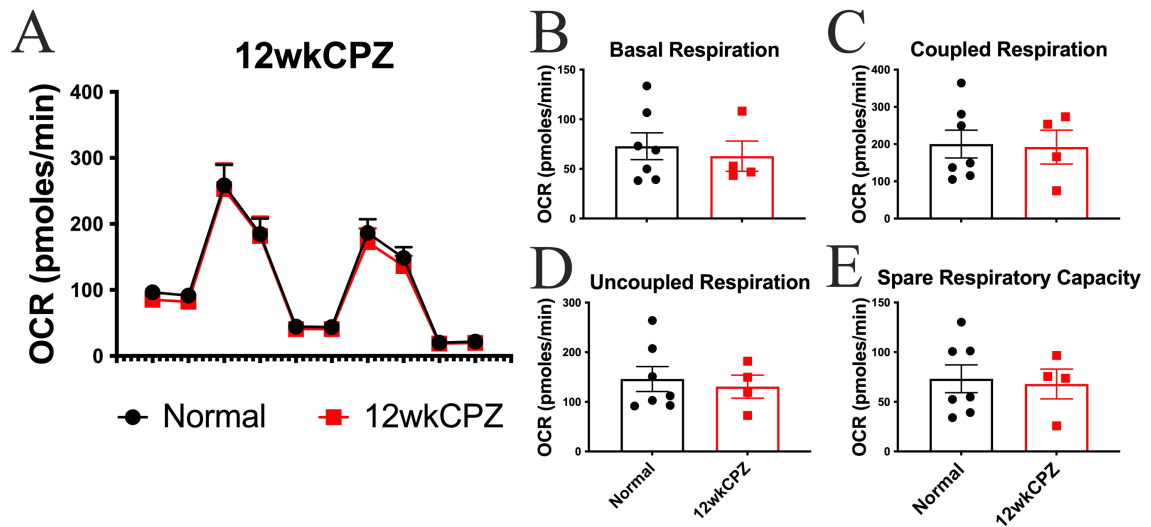 A
12wkCPZ
OCR (pmoles/min)
400
300
200
100
0
Normal
12wkCPZ
B
Basal Respiration
OCR (pmoles/min)
150
100
50
0
C
Coupled Respiration
OCR (pmoles/min)
400
300
200
100
0
D
Uncoupled Respiration
OCR (pmoles/min)
300
200
100
0
Normal
12wkCPZ
E
Spare Respiratory Capacity
OCR (pmoles/min)
150
100
50
0
Normal
12wkCPZ